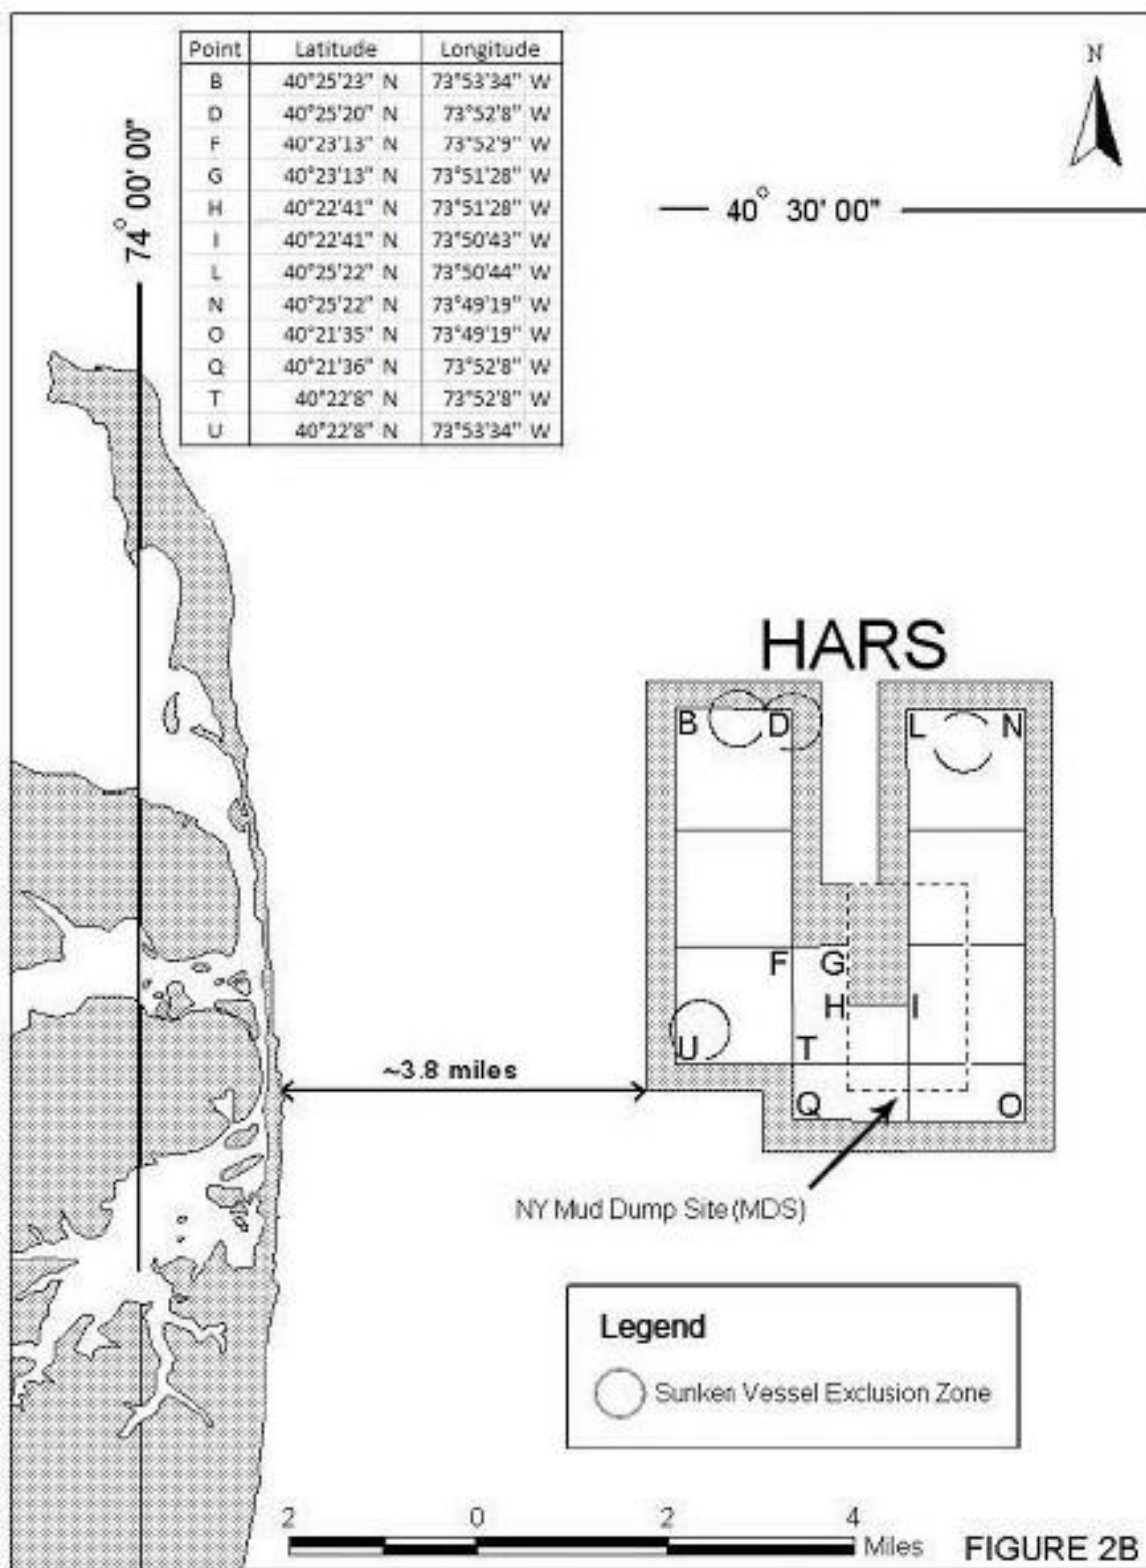 Point Latitude Longitude
B 40°25'23" N 73°53'34" W
D 40°25'20" N 73°52'8" W
F 40°23'13" N 73°52'9" W
G 40°23'13" N 73°51'28" W
H 40°22'41" N 73°51'28" W
I 40°22'41" N 73°50'43" W
L 40°25'22" N 73°50'44" W
N 40°25'22" N 73°49'19" W
O 40°21'35" N 73°49'19" W
Q 40°21'36" N 73°52'8" W
T 40°22'8" N 73°52'8" W
U 40°22'8" N 73°53'34" W
N
74° 00' 00"
40° 30' 00"
HARS
B D L N
F G
H I
U T
Q O
~3.8 miles
NY Mud Dump Site (MDS)
Legend
Sunken Vessel Exclusion Zone
2 0 2 4
Miles
FIGURE 2B